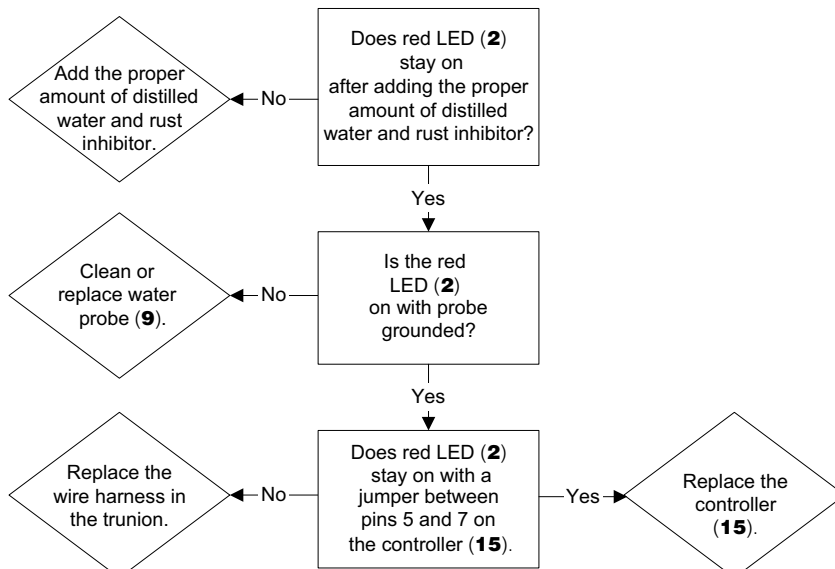 Does red LED (2)
stay on
after adding the proper
amount of distilled
water and rust inhibitor?
No
Add the proper
amount of distilled
water and rust
inhibitor.
Yes
Is the red
LED (2)
on with probe
grounded?
No
Clean or
replace water
probe (9).
Yes
Does red LED (2)
stay on with a
jumper between
pins 5 and 7 on
the controller (15).
No
Replace the
wire harness in
the trunion.
Yes
Replace the
controller
(15).